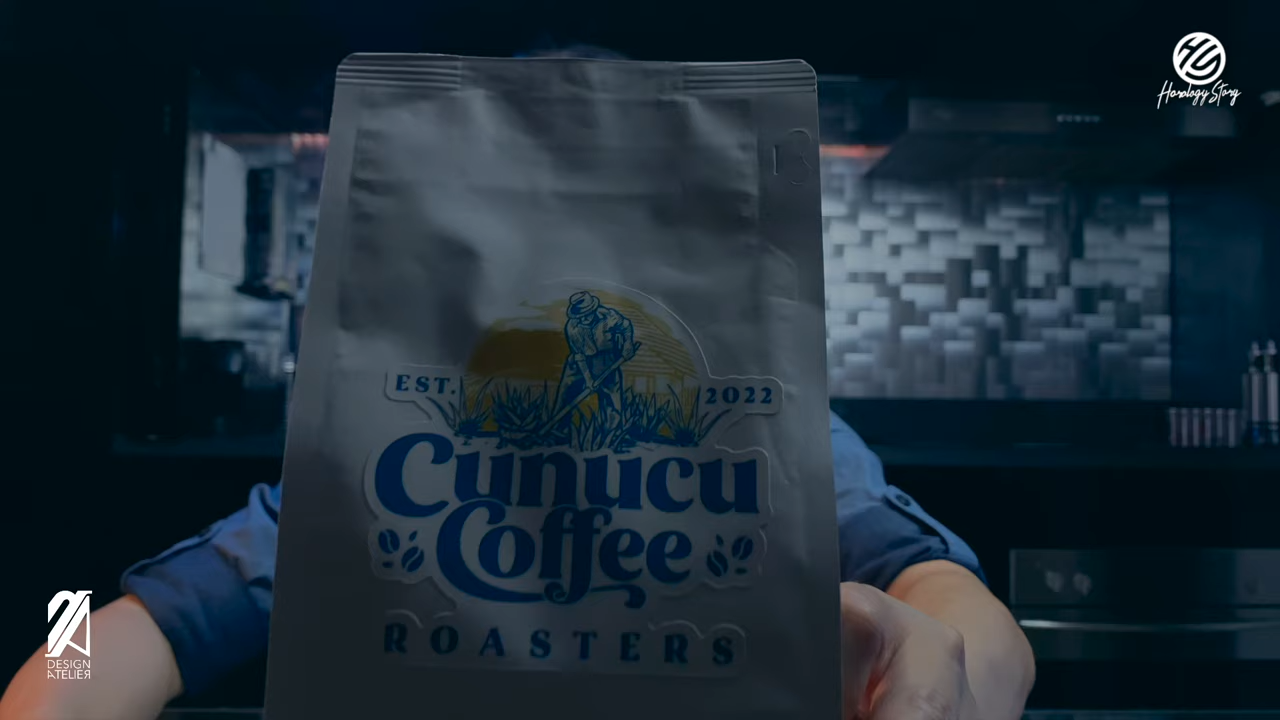 Horology Story
EST. 2022
Cunucu
Coffee
ROASTERS
DESIGN
ATELIER